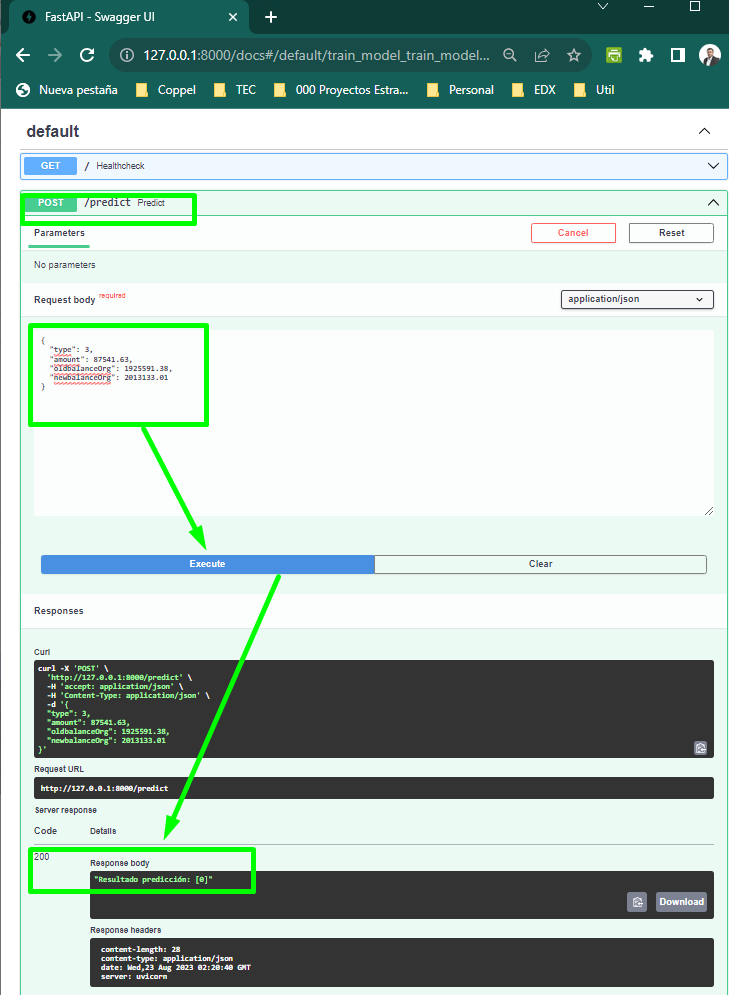 FastAPI - Swagger UI
127.0.0.1:8000/docs#/default/train_model_train_model...
Nueva pestaña Coppel TEC 000 Proyectos Estra... Personal EDX Util
default
GET / Healthcheck
POST /predict Predict
Parameters Cancel Reset
No parameters
Request body required application/json
{
"type": 3,
"amount": 87541.63,
"oldbalanceOrg": 1925591.38,
"newbalanceOrg": 2013133.01
}
Execute Clear
Responses
Curl
curl -X 'POST' \
'http://127.0.0.1:8000/predict' \
-H 'accept: application/json' \
-H 'Content-Type: application/json' \
-d '{
"type": 3,
"amount": 87541.63,
"oldbalanceOrg": 1925591.38,
"newbalanceOrg": 2013133.01
}'
Request URL
http://127.0.0.1:8000/predict
Server response
Code Details
200
Response body
"Resultado predicción: [0]"
Download
Response headers
content-length: 28
content-type: application/json
date: Wed,23 Aug 2023 02:20:40 GMT
server: uvicorn